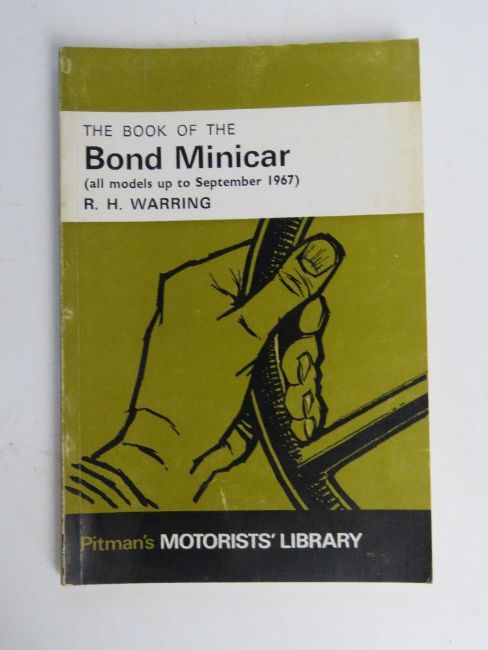 THE BOOK OF THE
Bond Minicar
(all models up to September 1967)
R. H. WARRING
Pitman's MOTORISTS' LIBRARY